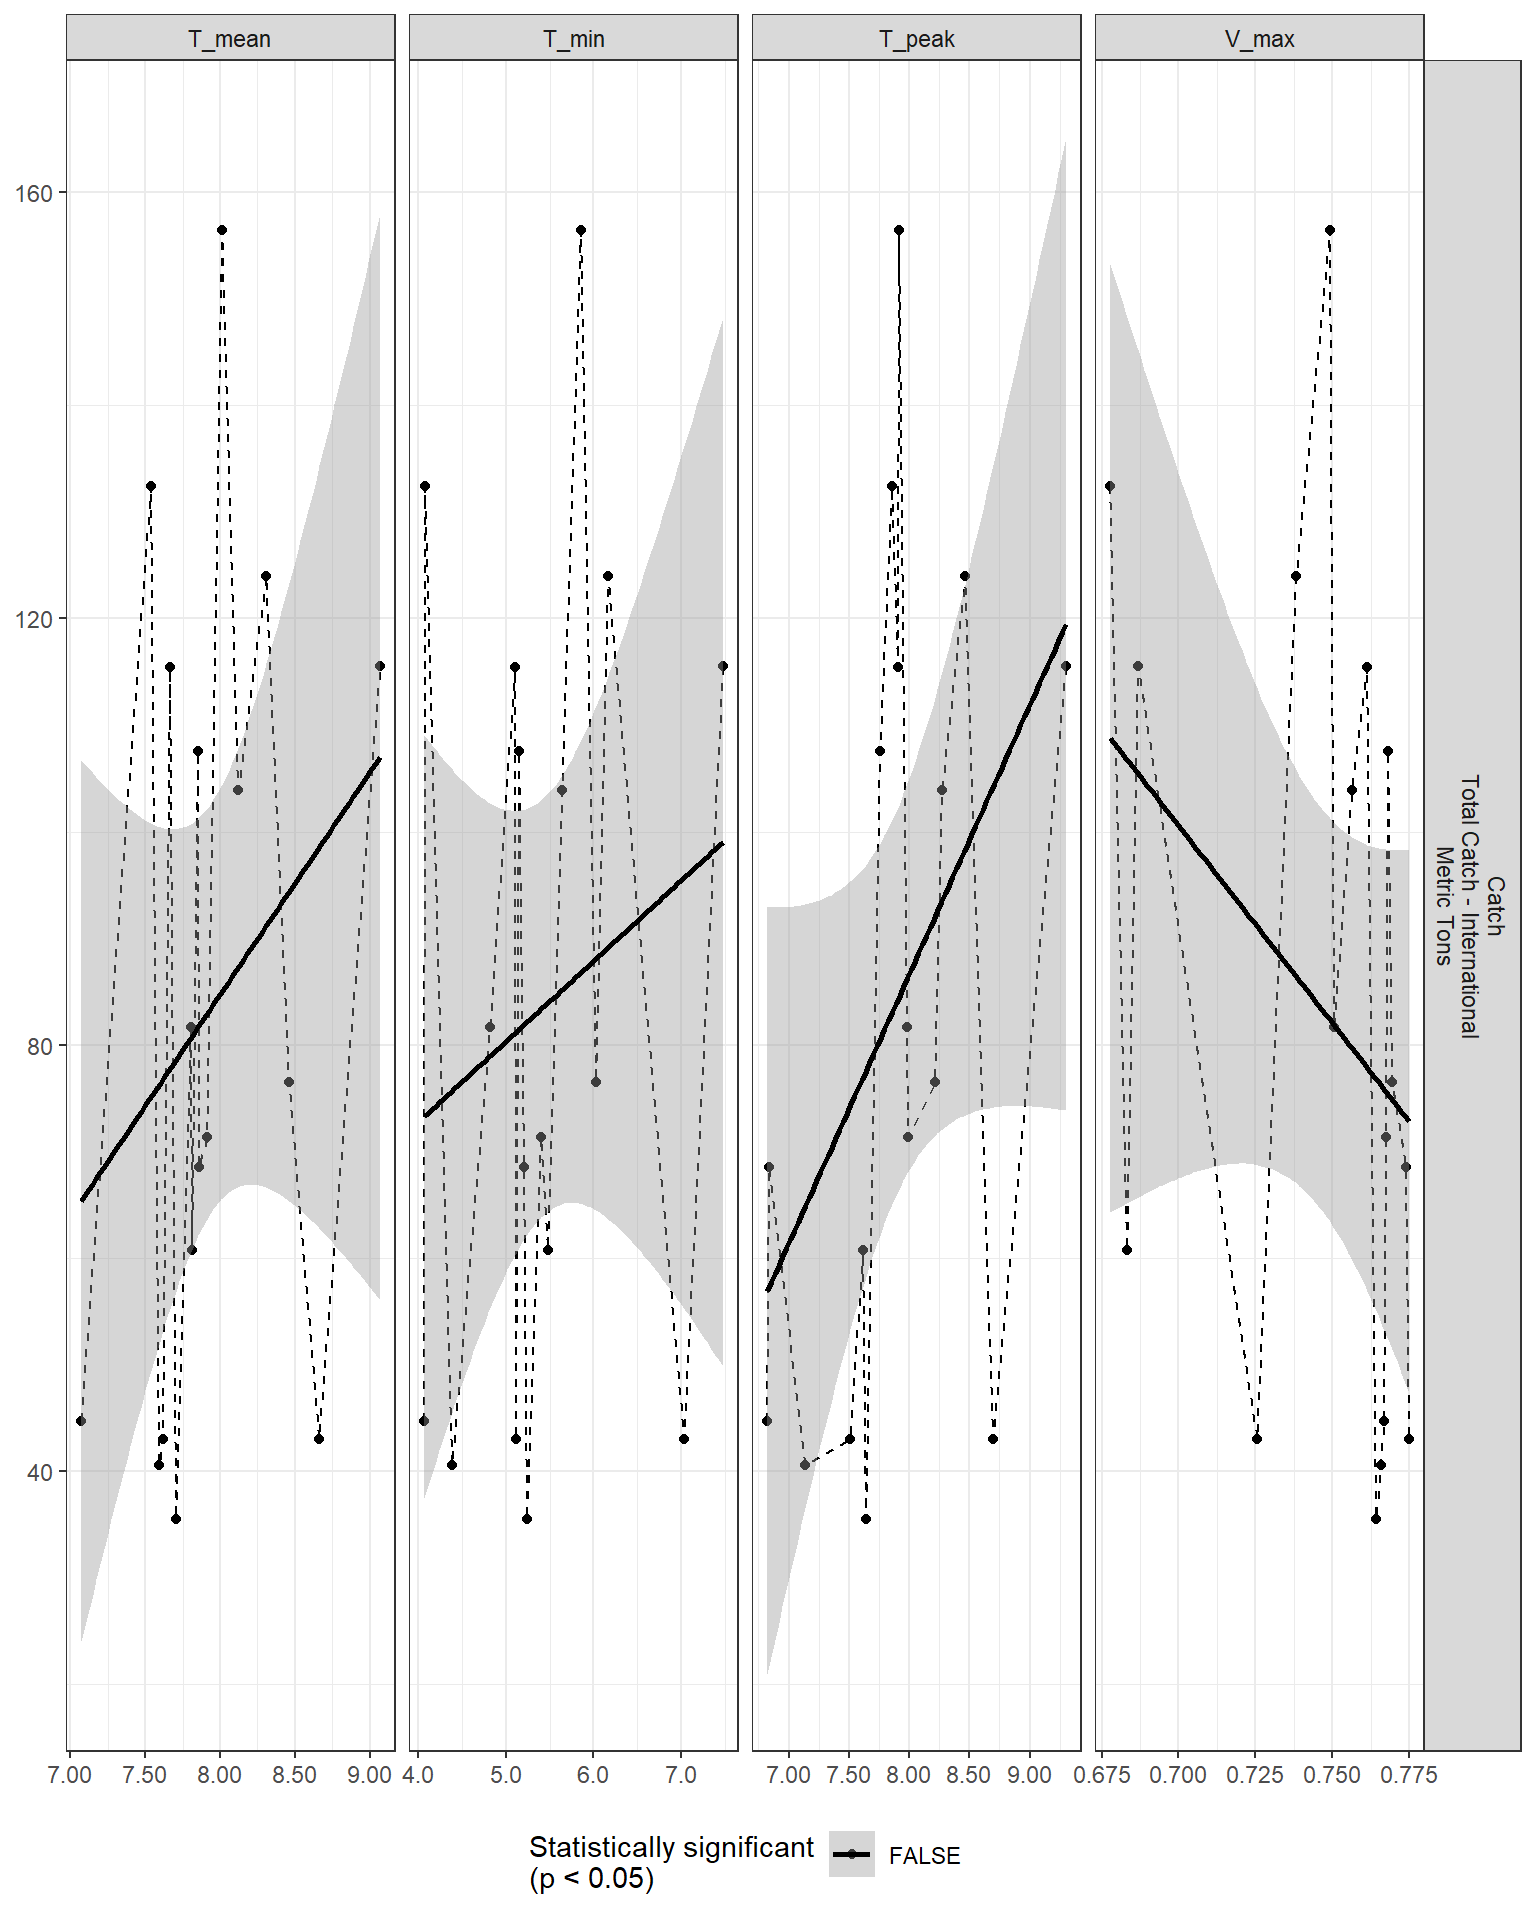 T_mean
T_min
T_peak
V_max
160
120
80
40
Catch
Total Catch - International
Metric Tons
7.00 7.50 8.00 8.50 9.00
4.0 5.0 6.0 7.0
7.00 7.50 8.00 8.50 9.00
0.675 0.700 0.725 0.750 0.775
Statistically significant
(p < 0.05)
FALSE